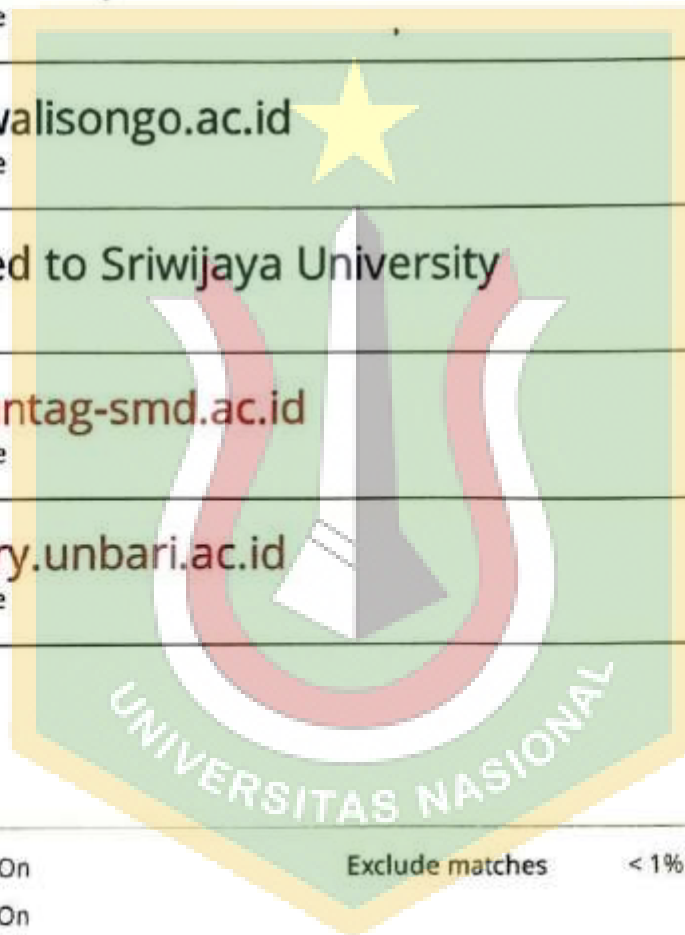 e
walisongo.ac.id
e
ed to Sriwijaya University
ntag-smd.ac.id
e
ry.unbari.ac.id
e
UNIVERSITAS NASIONAL
On
Exclude matches < 1%
On